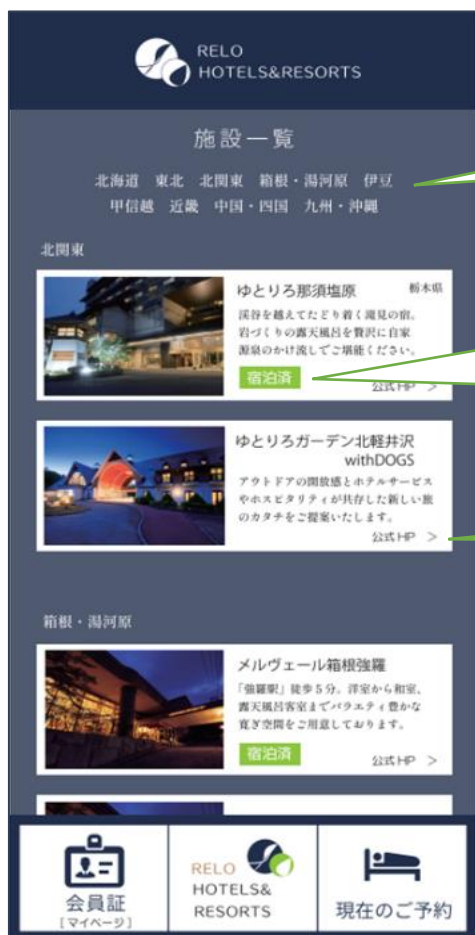 RELO
HOTELS&RESORTS
施設一覧
北海道 東北 北関東 箱根・湯河原 伊豆
甲信越 近畿 中国・四国 九州・沖縄
北関東
ゆとりろ那須塩原 栃木県
渓谷を越えてたどり着く滝見の宿。
岩づくりの露天風呂を贅沢に自家
源泉のかけ流しでご堪能ください。
宿泊済
公式HP >
ゆとりろガーデン北軽井沢
withDOGS
アウトドアの開放感とホテルサービス
やホスピタリティが共存した新しい旅
のカタチをご提案いたします。
公式HP >
箱根・湯河原
メルヴェール箱根強羅
「強羅駅」徒歩5分。洋室から和室、
露天風呂客室までバラエティ豊かな
寛ぎ空間をご用意しております。
宿泊済
公式HP >
会員証
[マイページ]
RELO
HOTELS&
RESORTS
現在のご予約